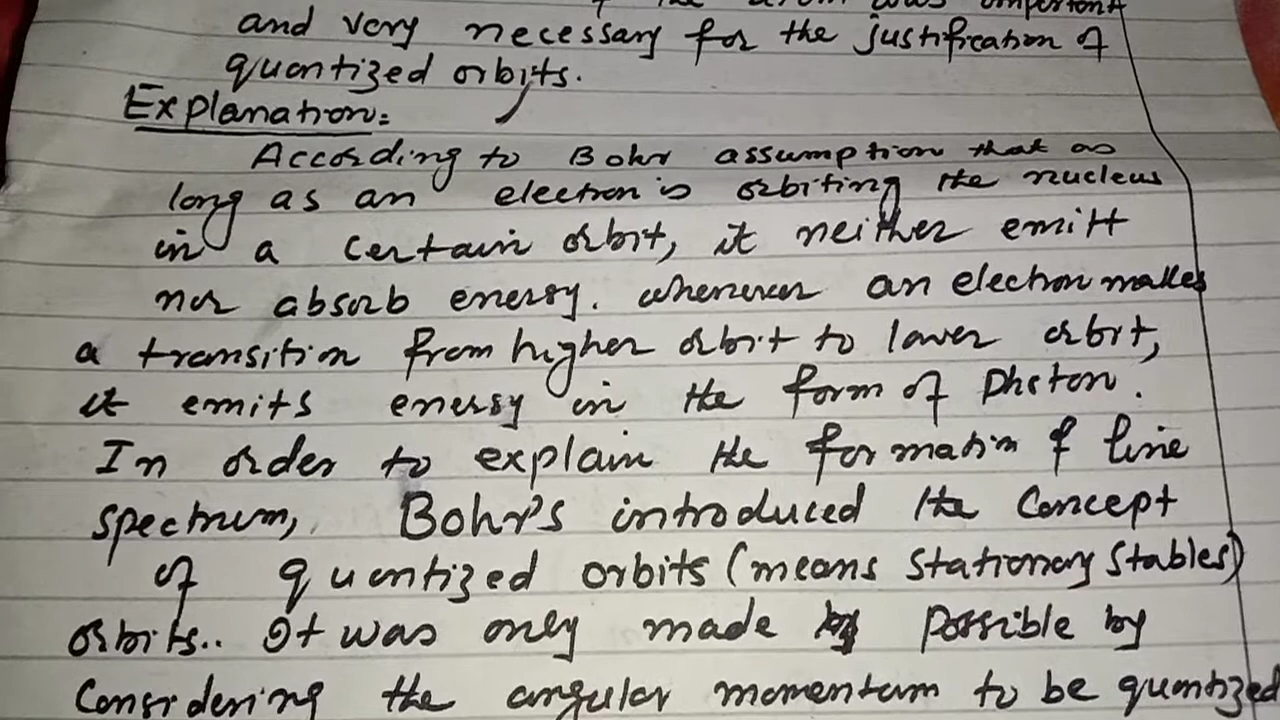 the atom was important
and very necessary for the justification of
quantized orbits.
Explanation:
According to Bohr assumption that as
long as an electron is orbiting the nucleus
in a certain orbit, it neither emitt
nor absorb energy. whenever an electron makes
a transition from higher orbit to lower orbit,
it emits energy in the form of Photon.
In order to explain the formation of line
spectrum, Bohr's introduced the Concept
of quantized orbits (means Stationary Stables)
orbits.. It was only made possible by
Considering the angular momentum to be quantized